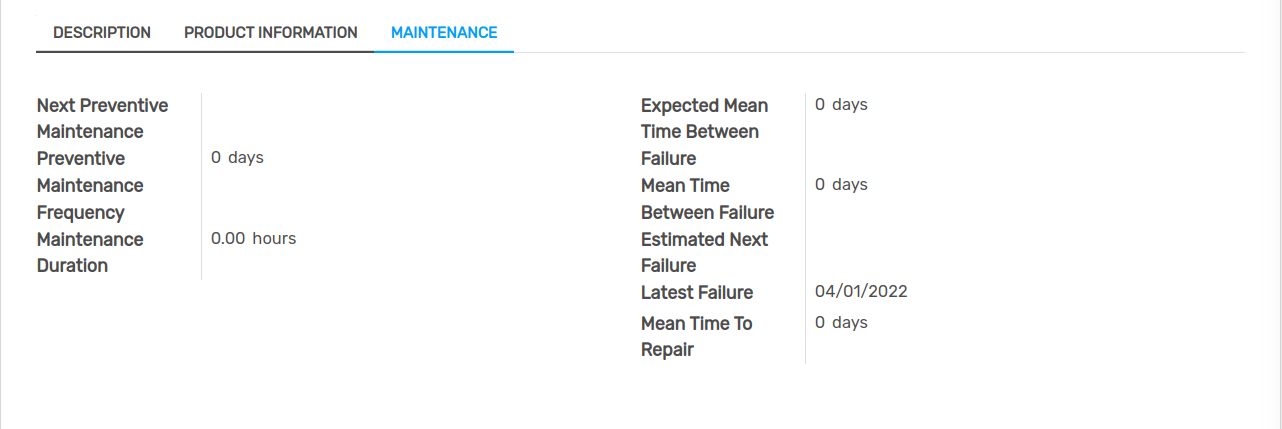 DESCRIPTION PRODUCT INFORMATION MAINTENANCE
Next Preventive
Maintenance
Preventive 0 days
Maintenance
Frequency
Maintenance 0.00 hours
Duration
Expected Mean 0 days
Time Between
Failure
Mean Time 0 days
Between Failure
Estimated Next
Failure
Latest Failure 04/01/2022
Mean Time To 0 days
Repair